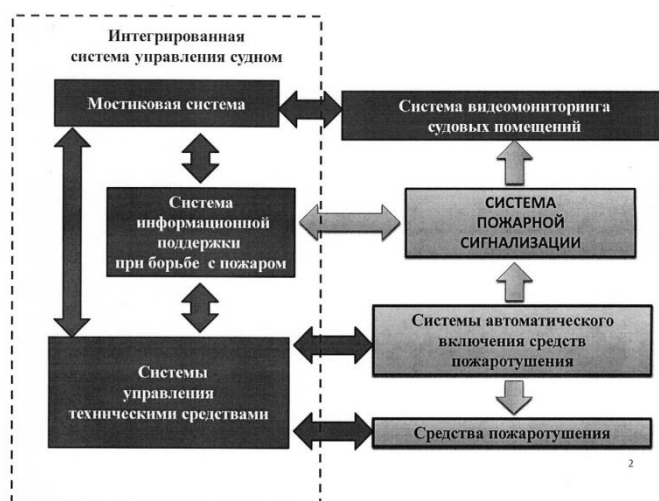 Интегрированная
система управления судном
Мостиковая система
Система видеомониторинга
судовых помещений
Система
информационной
поддержки
при борьбе с пожаром
СИСТЕМА
ПОЖАРНОЙ
СИГНАЛИЗАЦИИ
Системы автоматического
включения средств
пожаротушения
Системы
управления
техническими средствами
Средства пожаротушения
2